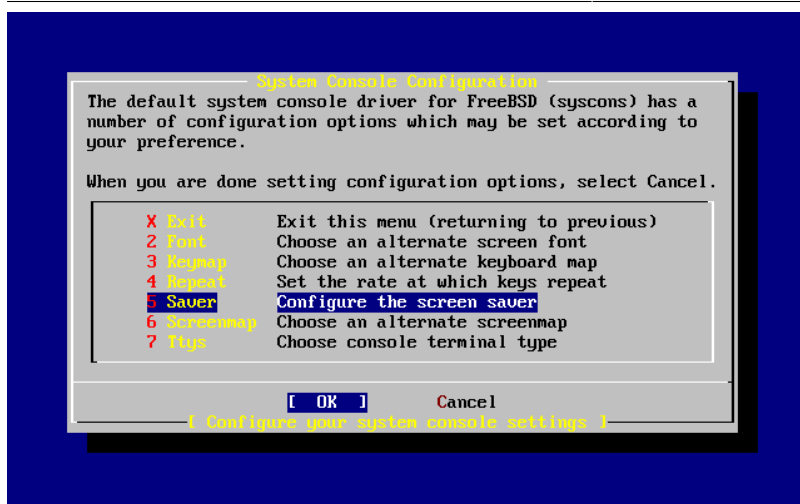 System Console Configuration
The default system console driver for FreeBSD (syscons) has a
number of configuration options which may be set according to
your preference.
When you are done setting configuration options, select Cancel.
X Exit Exit this menu (returning to previous)
2 Font Choose an alternate screen font
3 Keymap Choose an alternate keyboard map
4 Repeat Set the rate at which keys repeat
5 Saver Configure the screen saver
6 Screenmap Choose an alternate screenmap
7 Ttys Choose console terminal type
[ OK ] Cancel
[ Configure your system console settings ]